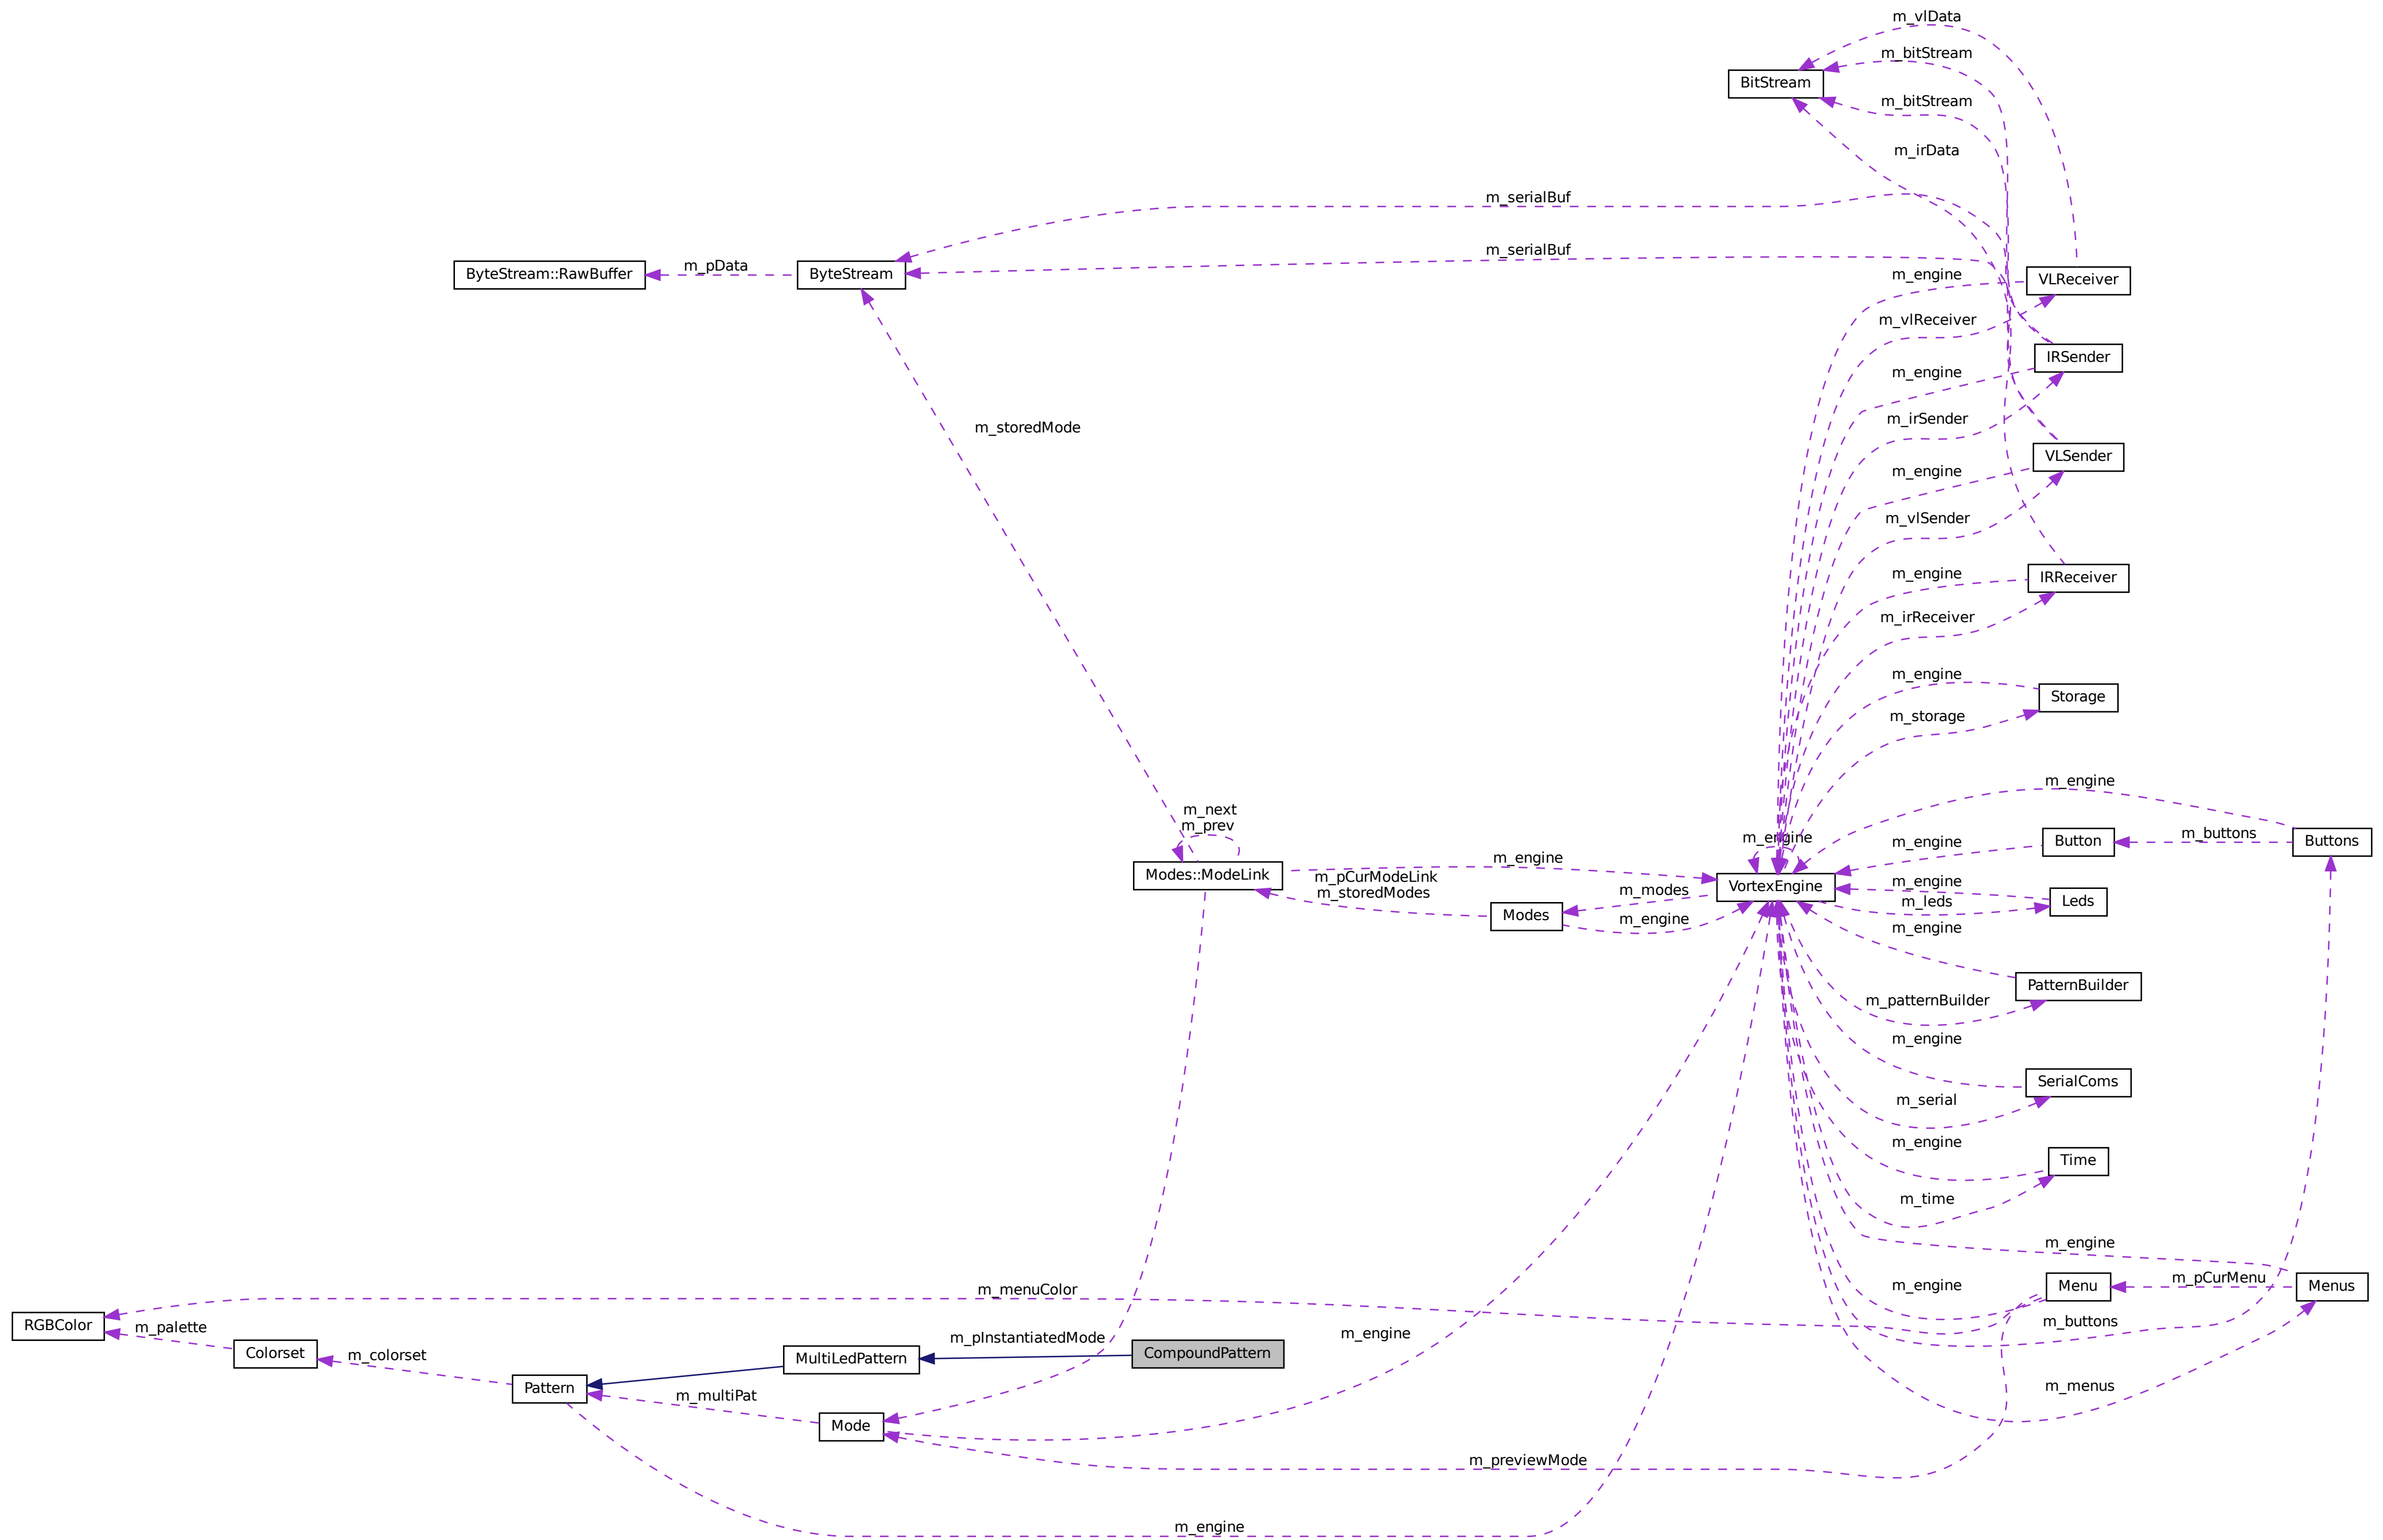 m_vlData
m_bitStream
BitStream
m_bitStream
m_irData
m_serialBuf
m_serialBuf
ByteStream::RawBuffer
m_pData
ByteStream
m_engine
VLReceiver
m_vlReceiver
IRSender
m_engine
m_irSender
m_storedMode
VLSender
m_engine
m_vlSender
m_engine
IRReceiver
m_irReceiver
m_engine
Storage
m_storage
m_engine
m_next
m_prev
m_engine
m_engine
Button
m_buttons
Buttons
m_engine
Modes::ModeLink
m_pCurModeLink
m_storedModes
m_modes
VortexEngine
m_engine
m_leds
Leds
Modes
m_engine
m_engine
PatternBuilder
m_patternBuilder
m_engine
SerialComs
m_serial
m_engine
Time
m_time
m_engine
m_engine
Menu
m_pCurMenu
Menus
m_menuColor
RGBColor
m_palette
m_buttons
Colorset
m_colorset
m_pInstantiatedMode
m_engine
CompoundPattern
MultiLedPattern
Pattern
m_multiPat
m_menus
Mode
m_previewMode
m_engine